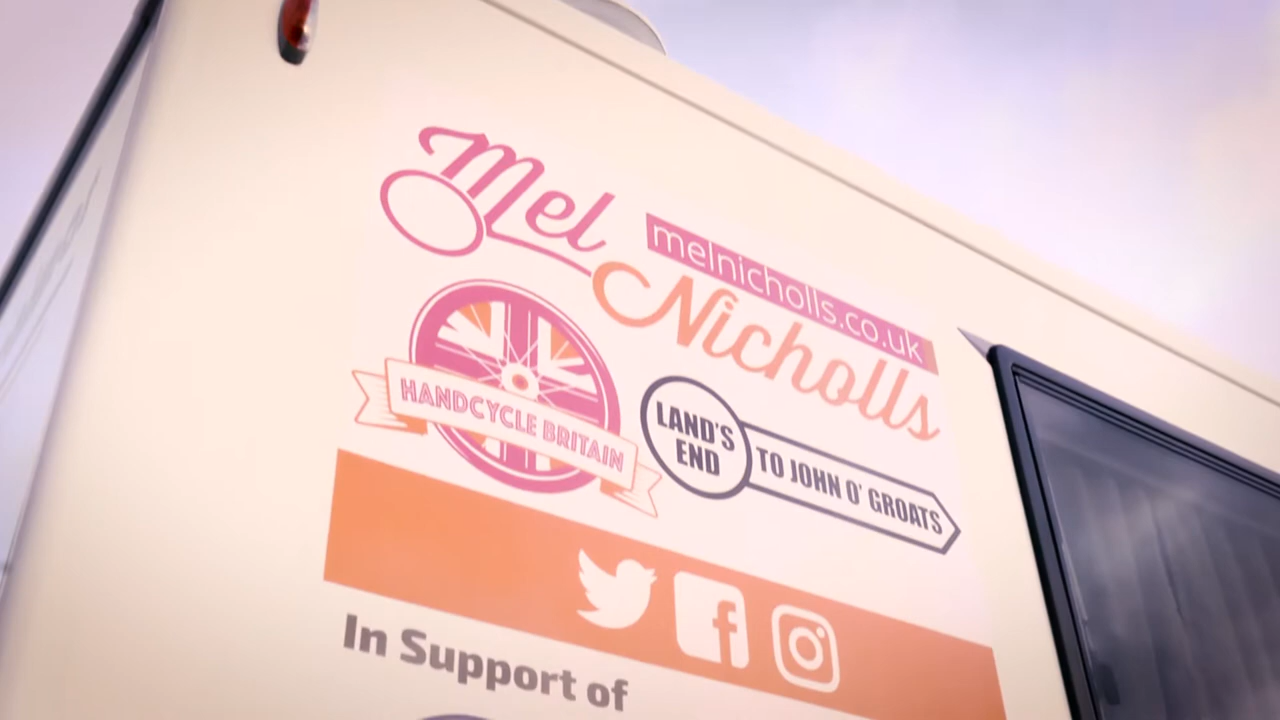 Mel
melnicholls.co.uk
Nicholls
HANDCYCLE BRITAIN
LAND'S
END
TO JOHN O' GROATS
In Support of